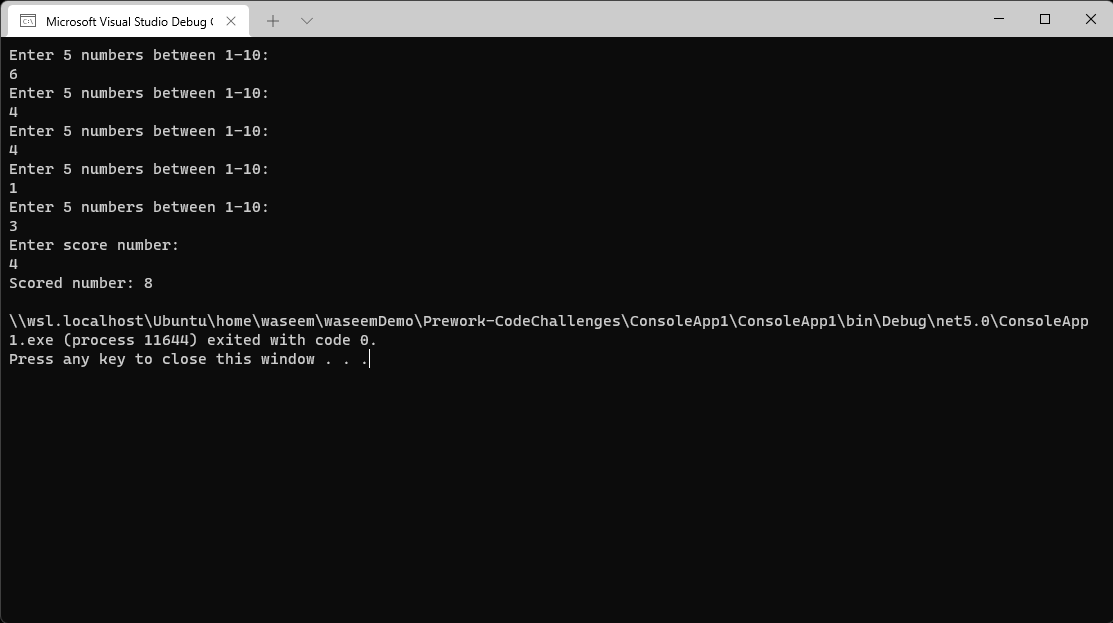 Microsoft Visual Studio Debug
Enter 5 numbers between 1-10:
6
Enter 5 numbers between 1-10:
4
Enter 5 numbers between 1-10:
4
Enter 5 numbers between 1-10:
1
Enter 5 numbers between 1-10:
3
Enter score number:
4
Scored number: 8
\\wsl.localhost\Ubuntu\home\waseem\waseemDemo\Prework-CodeChallenges\ConsoleApp1\ConsoleApp1\bin\Debug\net5.0\ConsoleApp
1.exe (process 11644) exited with code 0.
Press any key to close this window . . .